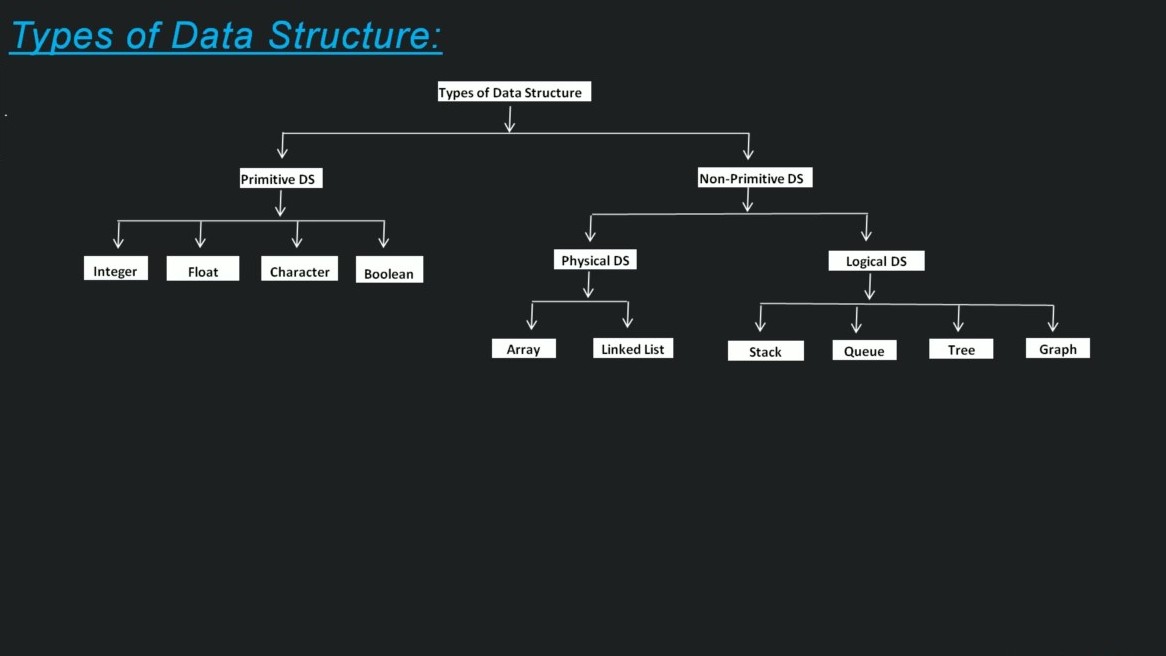 Types of Data Structure:
Types of Data Structure
Primitive DS
Non-Primitive DS
Integer
Float
Character
Boolean
Physical DS
Logical DS
Array
Linked List
Stack
Queue
Tree
Graph